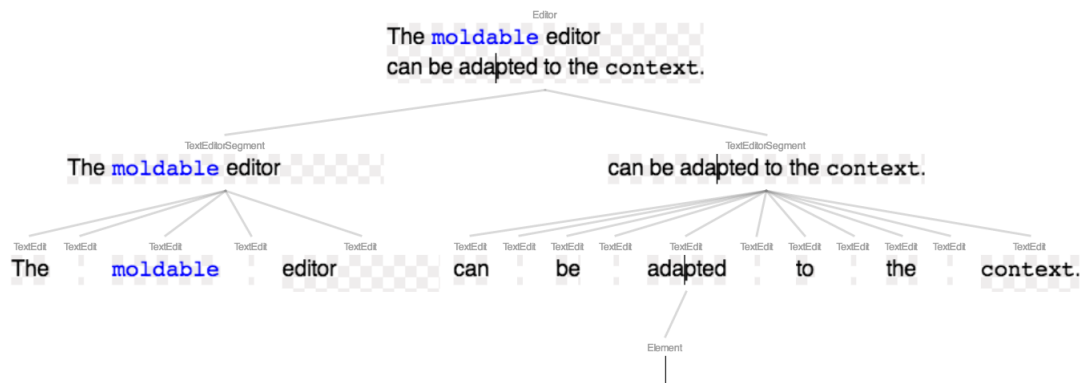 Editor
The moldable editor
can be adapted to the context.
TextEditorSegment TextEditorSegment
The moldable editor can be adapted to the context.
TextEdit TextEdit TextEdit TextEdit TextEdit TextEdit TextEdit TextEdit TextEdit TextEdit TextEdit TextEdit TextEdit TextEdit TextEdit TextEdit
The moldable editor can be adapted to the context.
Element